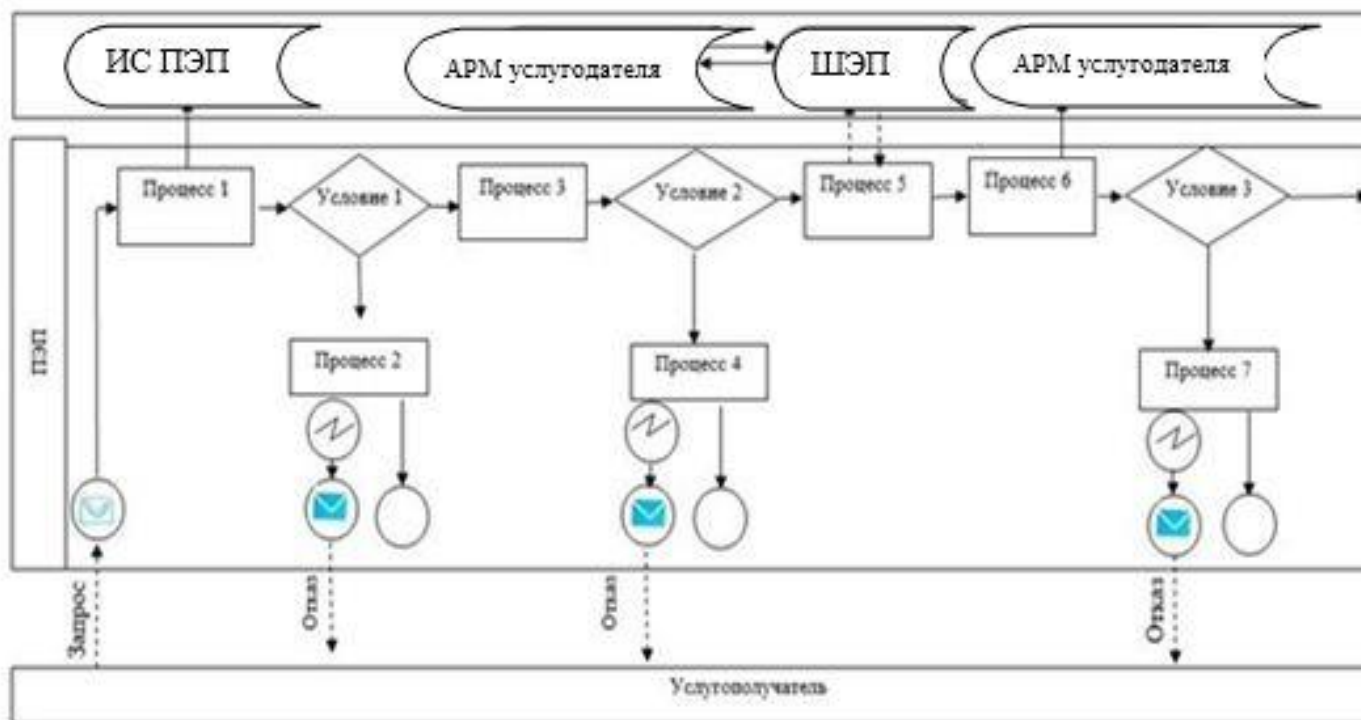 ИС ПЭП
АРМ услугодателя
ШЭП
АРМ услугодателя
Процесс 1
Условие 1
Процесс 3
Условие 2
Процесс 5
Процесс 6
Условие 3
ПЭП
Процесс 2
Процесс 4
Процесс 7
Запрос
Отказ
Отказ
Отказ
Услугополучатель